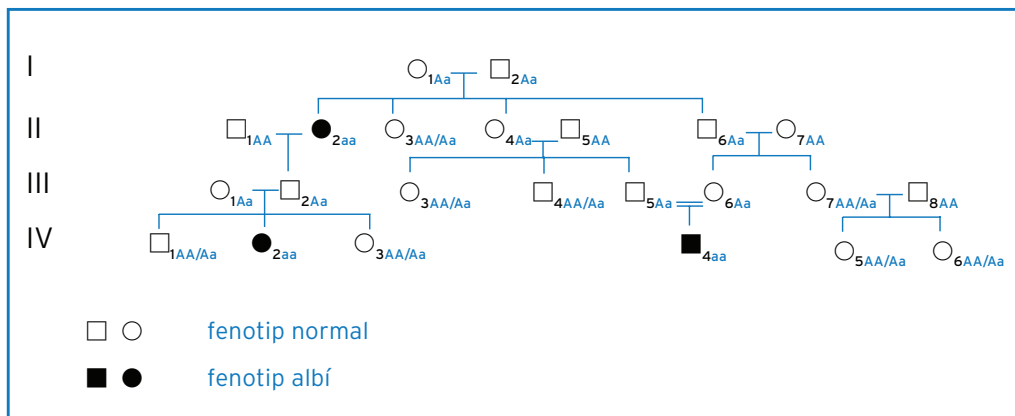 I
1Aa 2Aa
II
1AA 2aa 3AA/Aa 4Aa 5AA 6Aa 7AA
III
1Aa 2Aa 3AA/Aa 4AA/Aa 5Aa 6Aa 7AA/Aa 8AA
IV
1AA/Aa 2aa 3AA/Aa 4aa 5AA/Aa 6AA/Aa
fenotip normal
fenotip albí